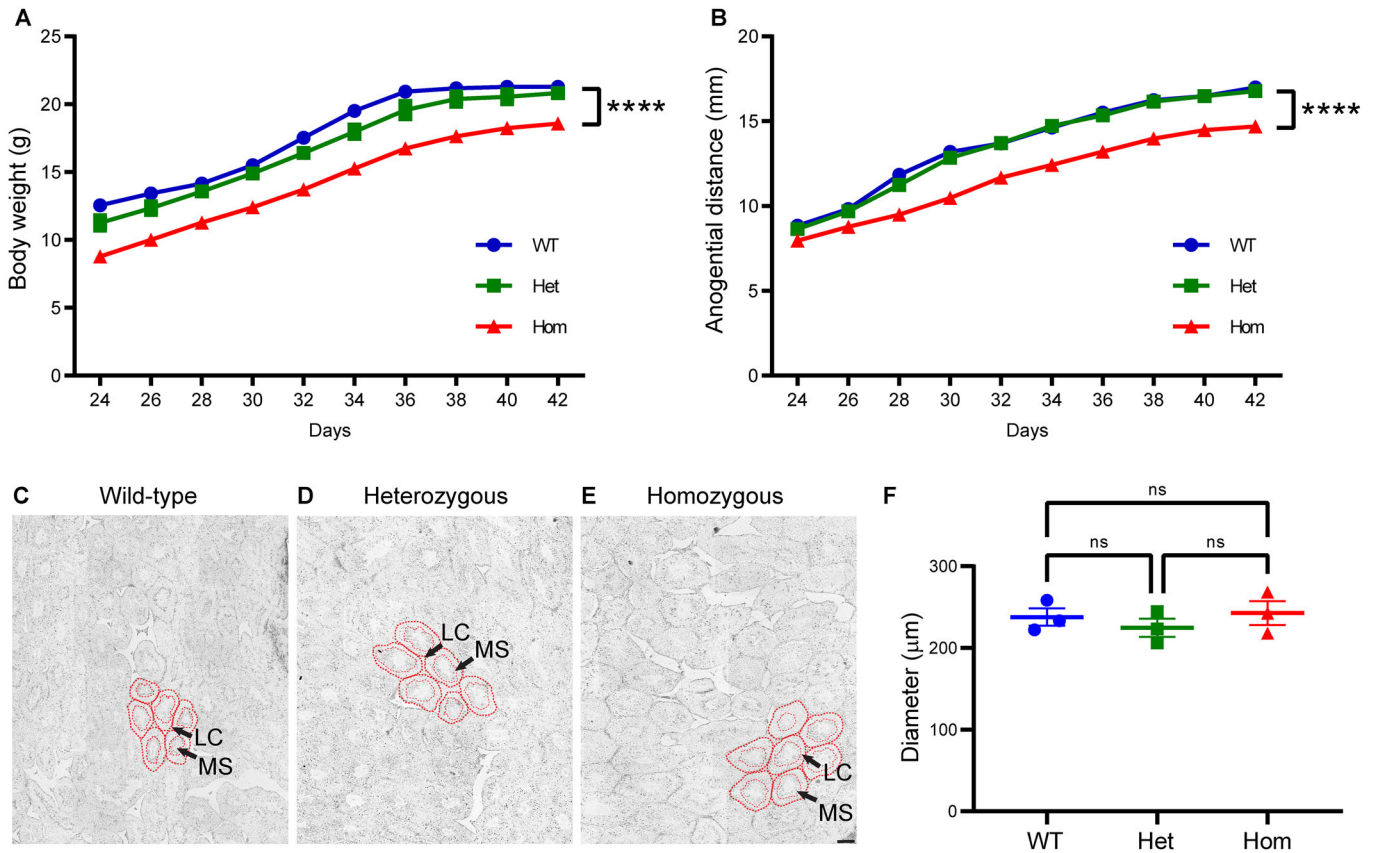 A
Body weight (g)
25
20
15
10
5
0
24 26 28 30 32 34 36 38 40 42
Days
WT
Het
Hom
****
B
Anogential distance (mm)
20
15
10
5
0
24 26 28 30 32 34 36 38 40 42
Days
WT
Het
Hom
****
C Wild-type
LC
MS
D Heterozygous
LC
MS
E Homozygous
LC
MS
F
ns
ns ns
Diameter (µm)
300
200
100
0
WT Het Hom